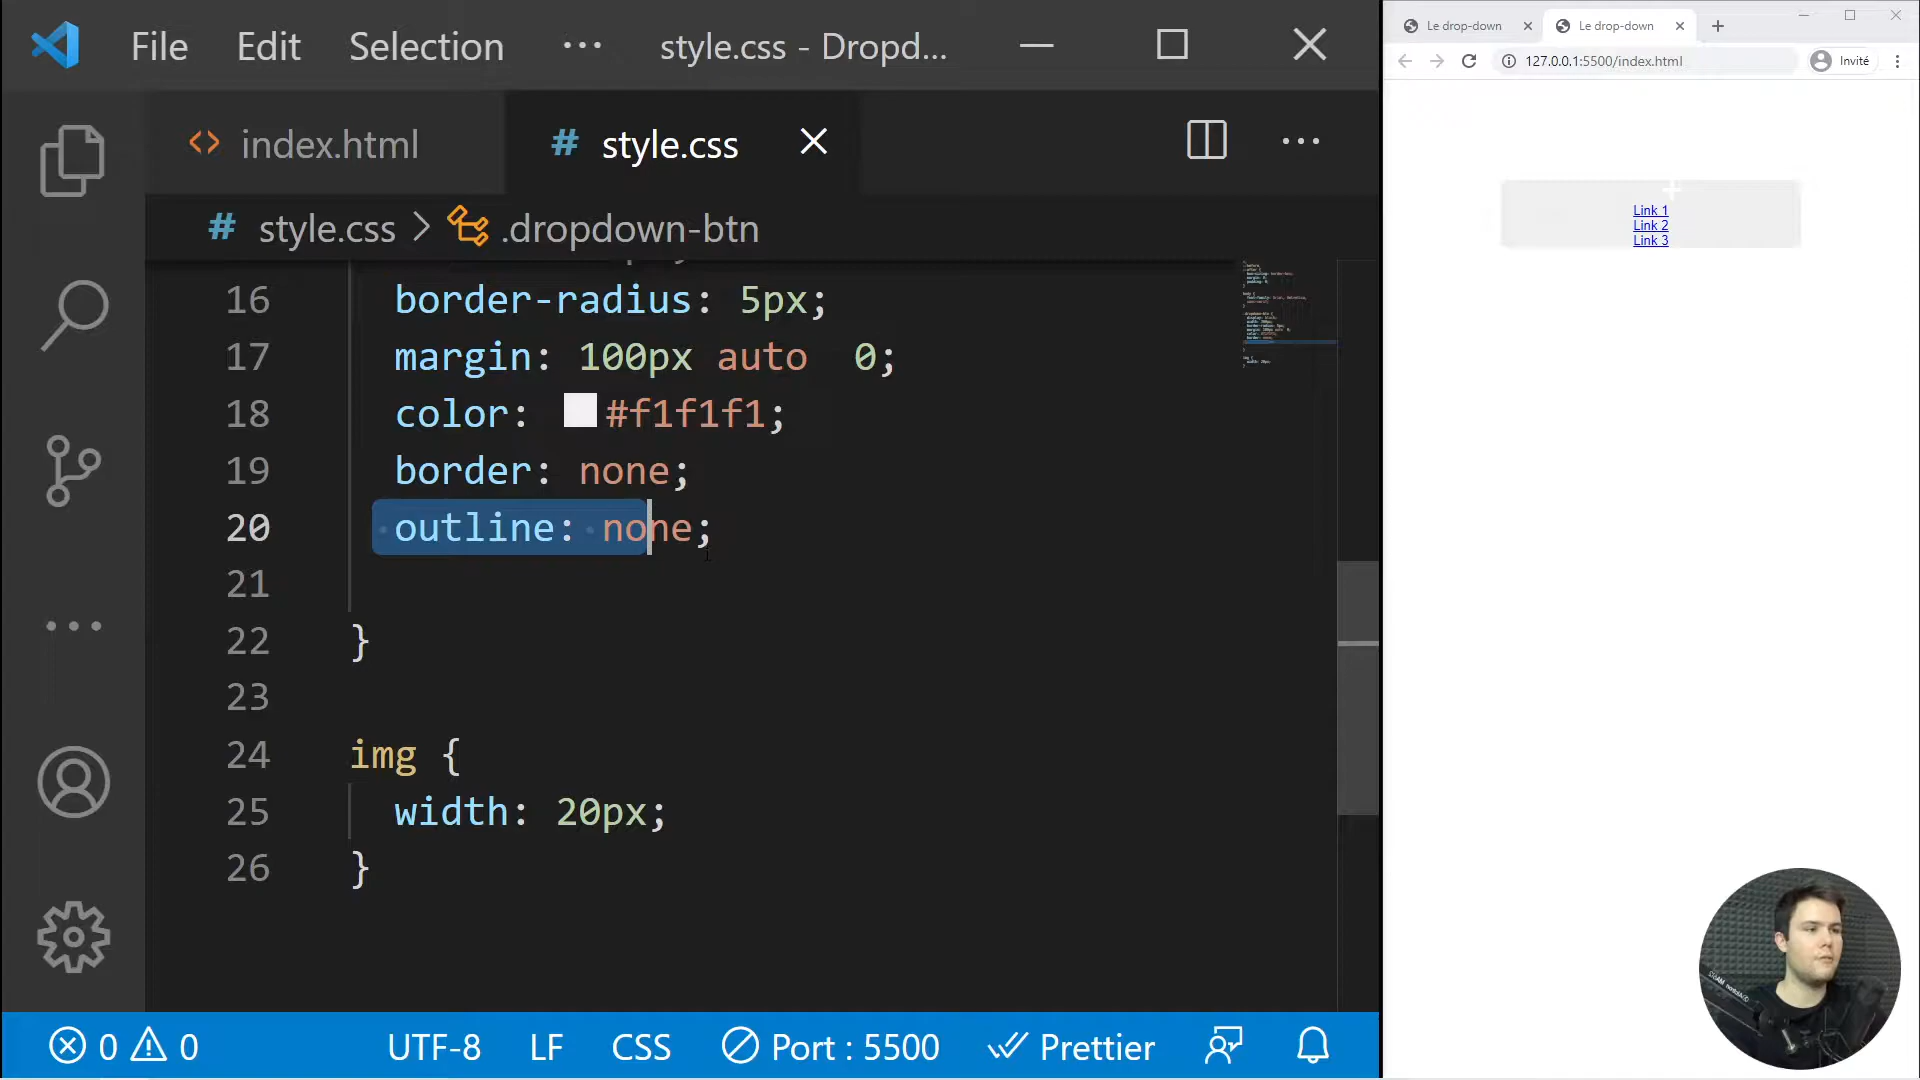 File Edit Selection ··· style.css - Dropd...
index.html
# style.css
# style.css > .dropdown-btn
16 border-radius: 5px;
17 margin: 100px auto  0;
18 color: #f1f1f1;
19 border: none;
20 outline: none;
21
22 }
23
24 img {
25 width: 20px;
26 }
0 0 UTF-8 LF CSS Port : 5500 Prettier
Le drop-down
Le drop-down
127.0.0.1:5500/index.html
Invité
Link 1
Link 2
Link 3